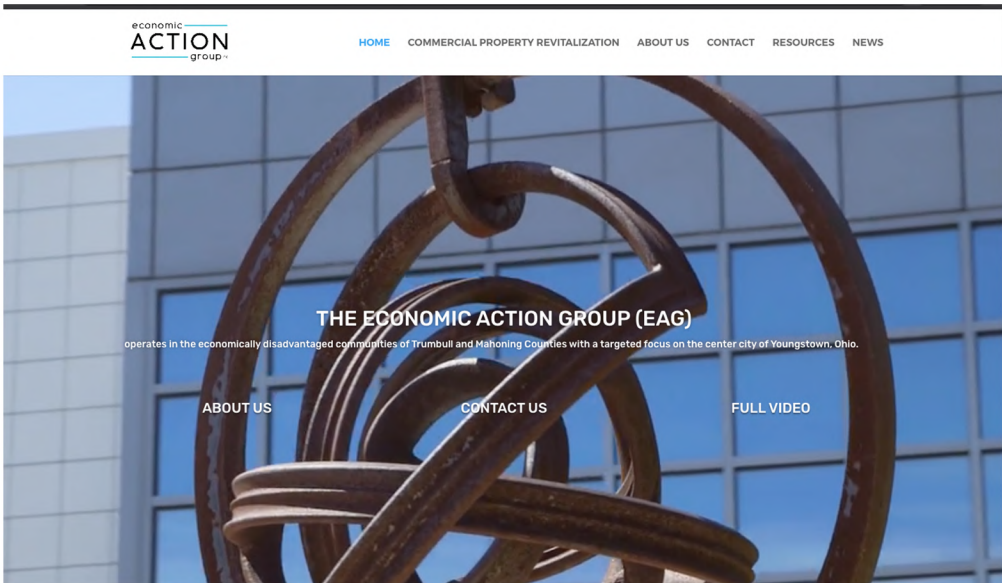 economic
ACTION
group
HOME COMMERCIAL PROPERTY REVITALIZATION ABOUT US CONTACT RESOURCES NEWS
THE ECONOMIC ACTION GROUP (EAG)
operates in the economically disadvantaged communities of Trumbull and Mahoning Counties with a targeted focus on the center city of Youngstown, Ohio.
ABOUT US CONTACT US FULL VIDEO